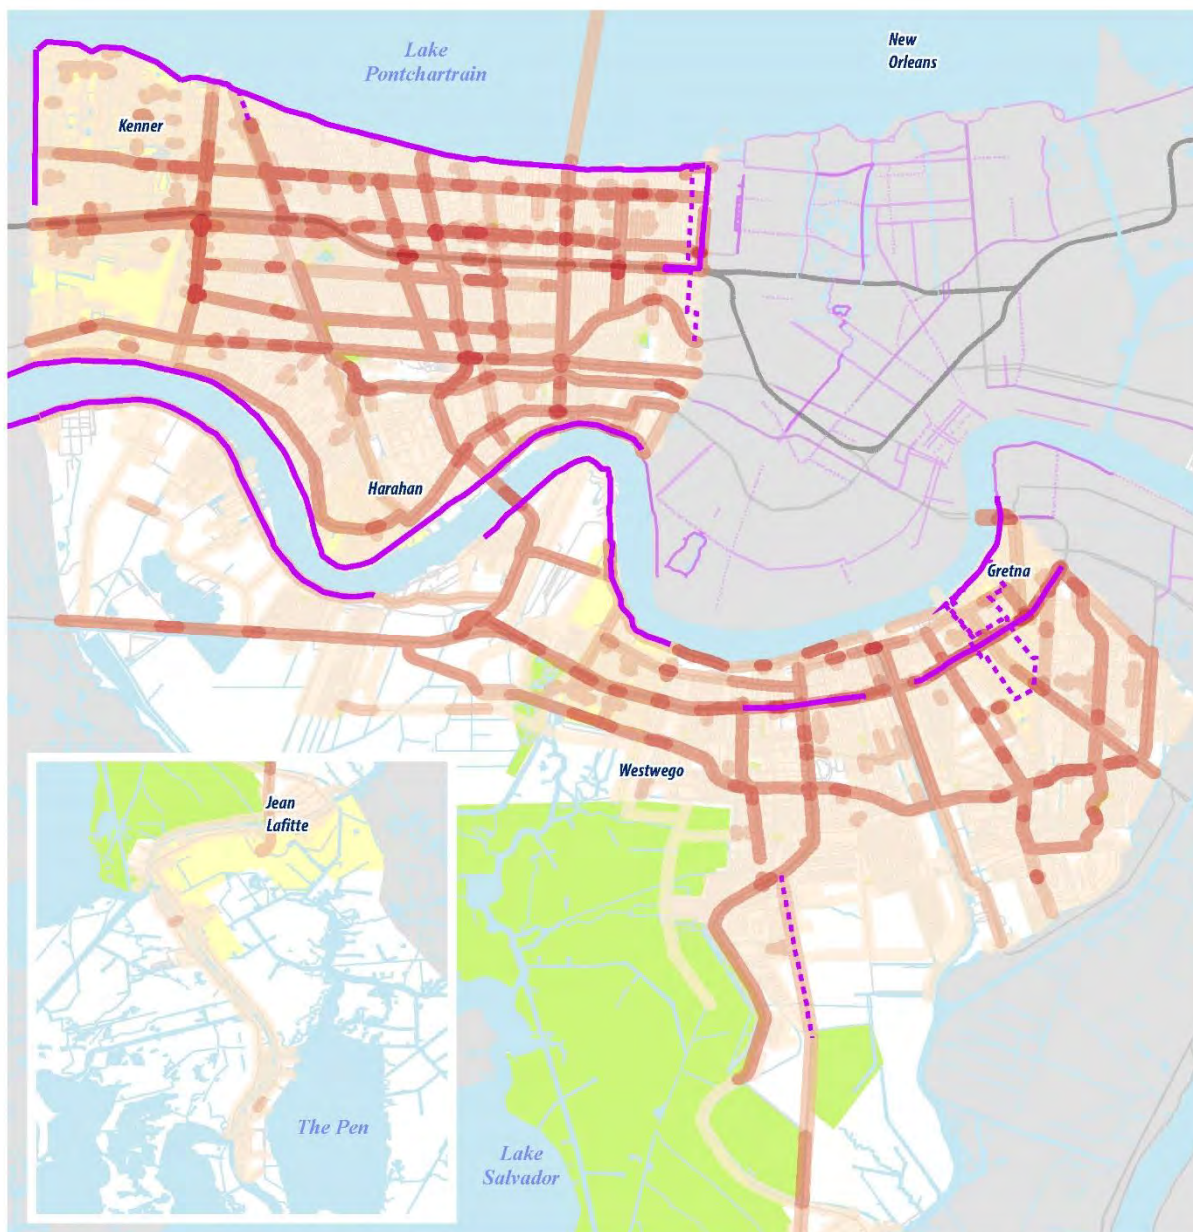 Lake
Pontchartrain
New
Orleans
Kenner
Harahan
Gretna
Westwego
Jean
Lafitte
The Pen
Lake
Salvador